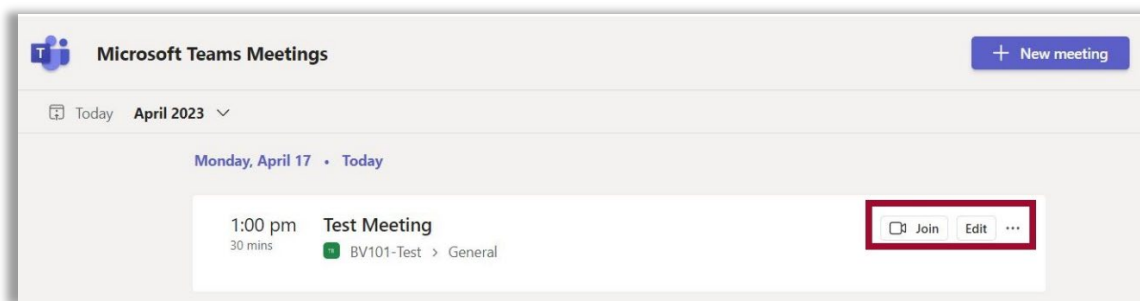 Microsoft Teams Meetings
+ New meeting
Today April 2023
Monday, April 17 • Today
1:00 pm Test Meeting Join Edit ...
30 mins BV101-Test > General